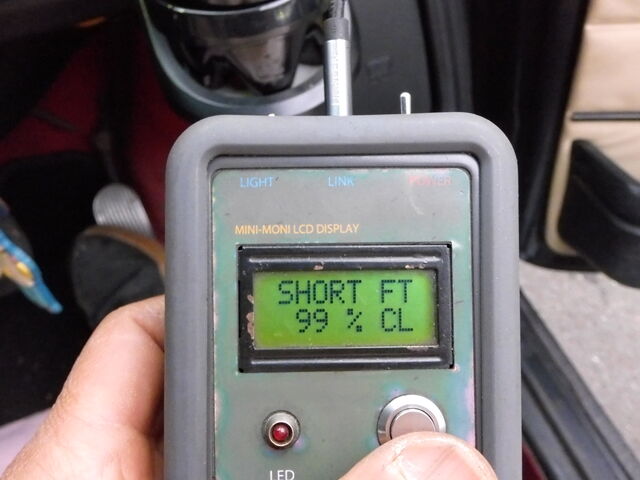 LIGHT LINK POWER
MINI-MONI LCD DISPLAY
SHORT FT
99 % CL
LED